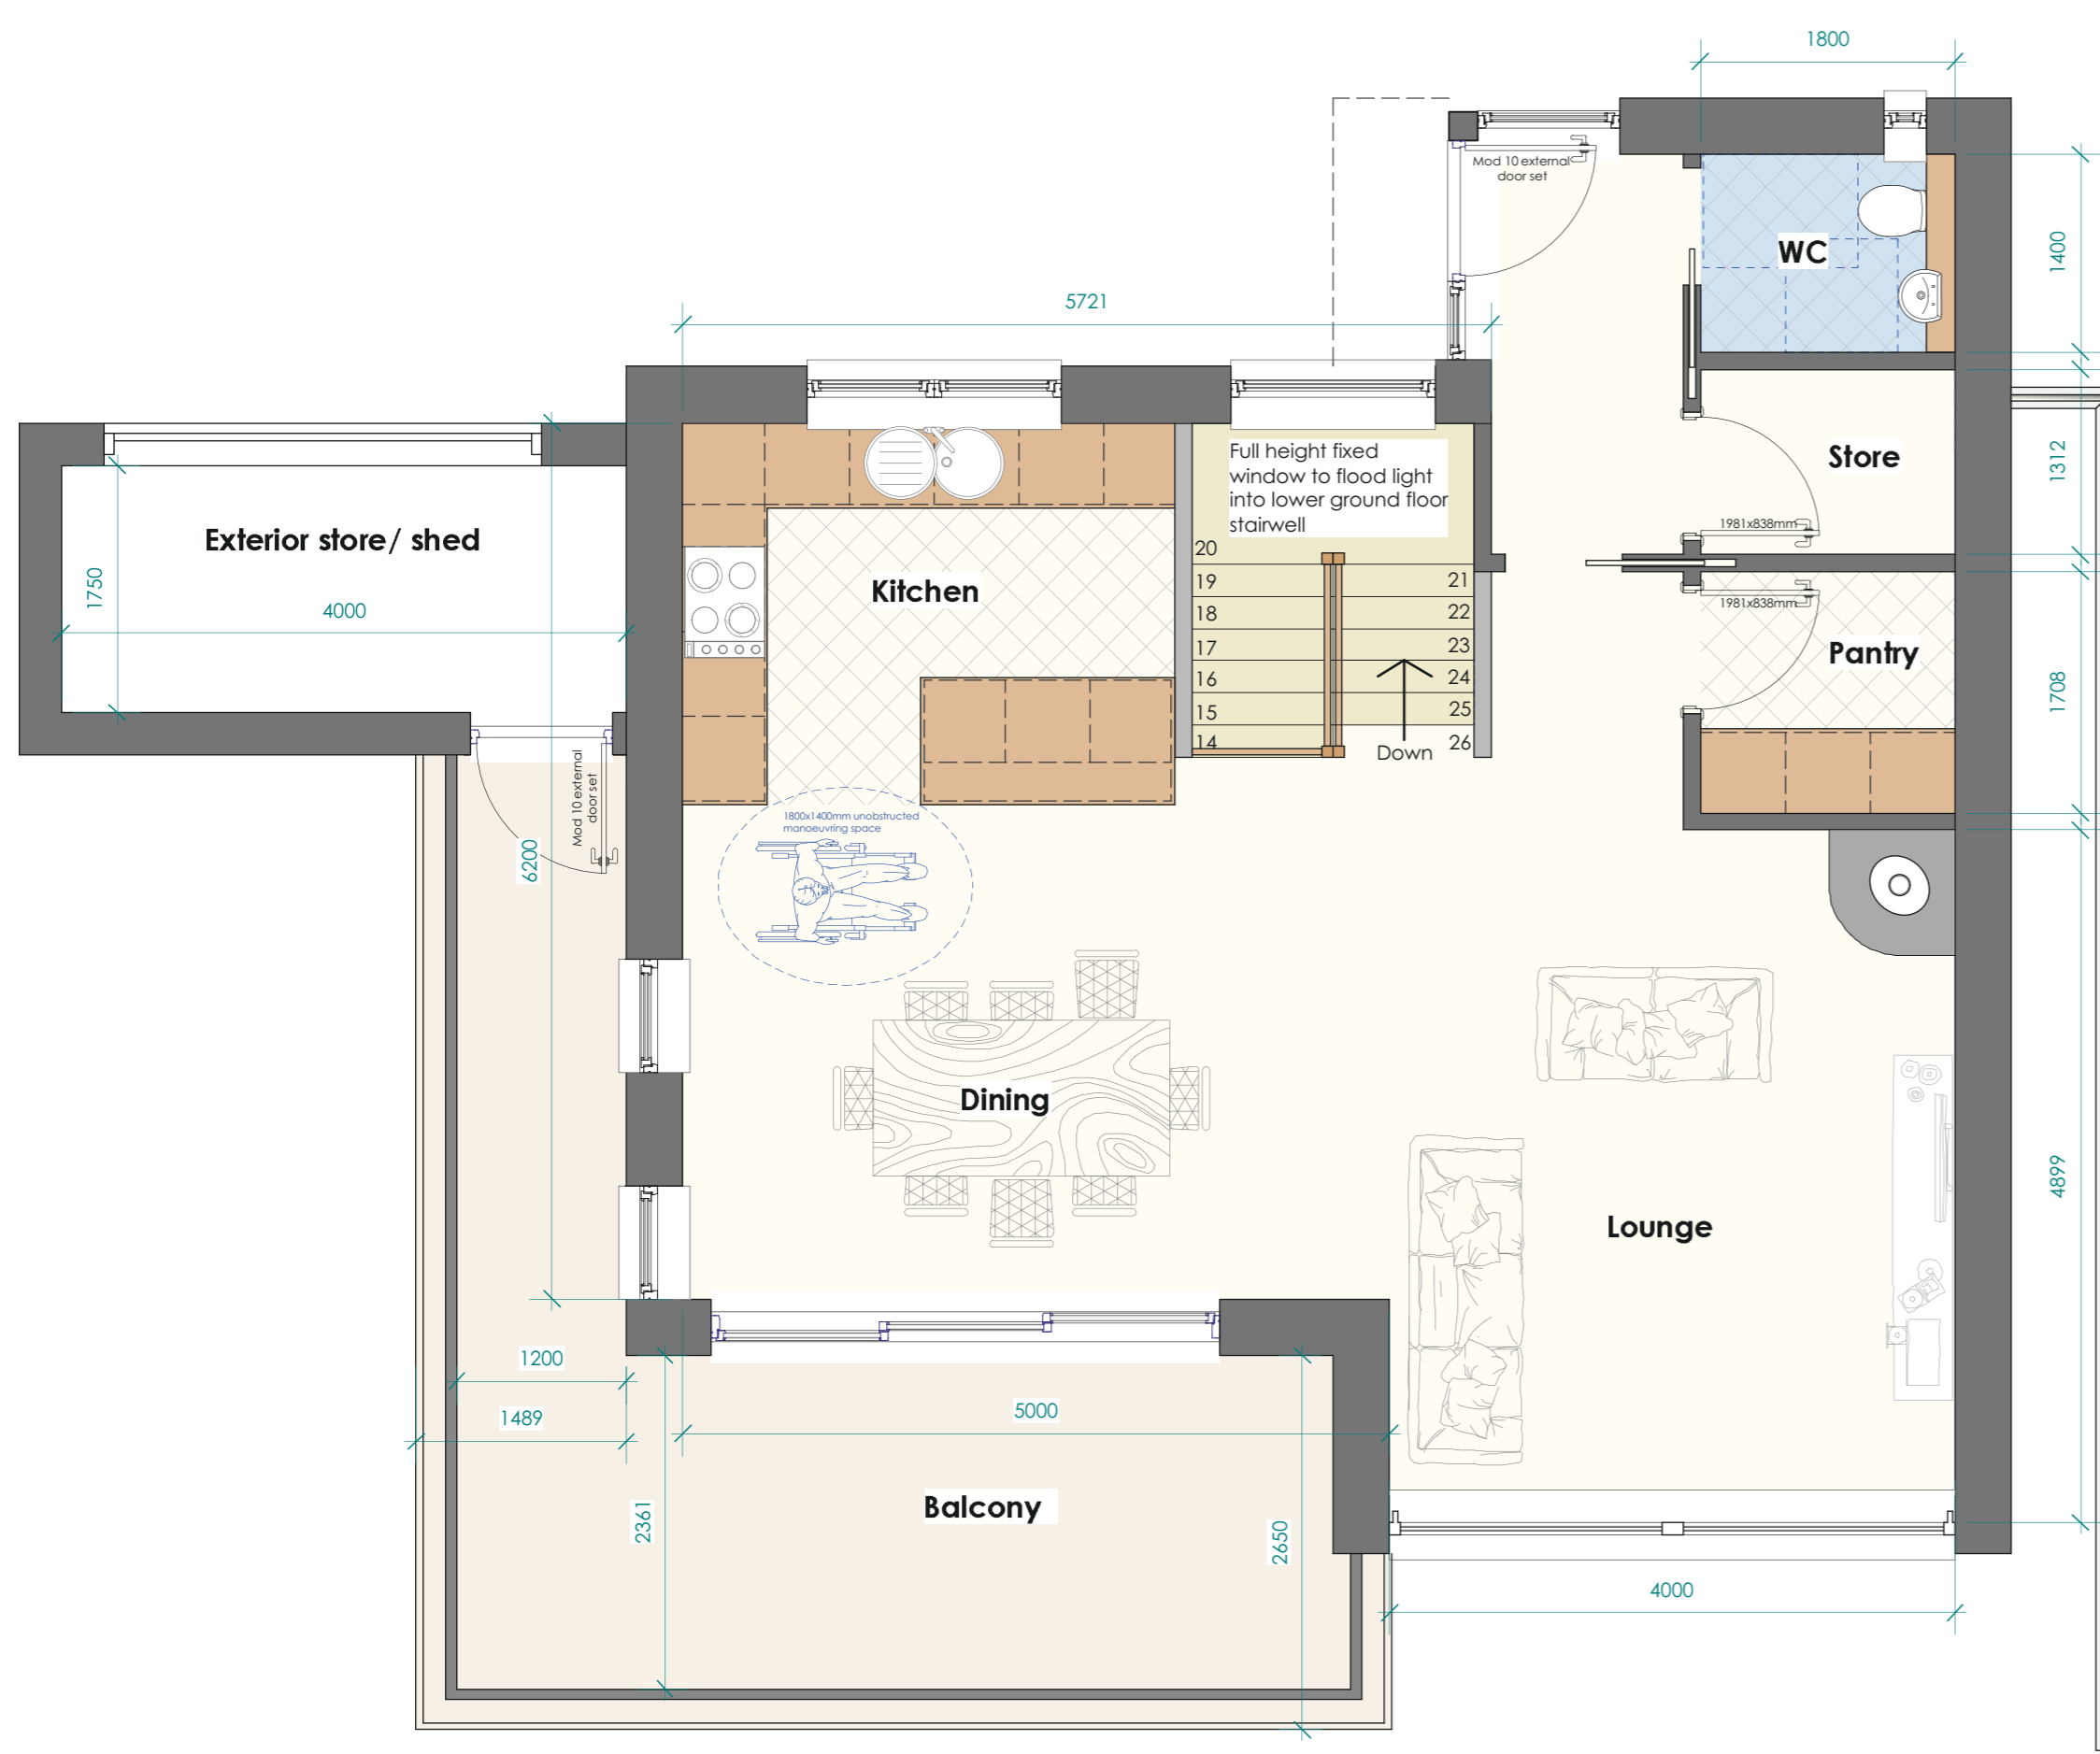 1800
Mod 10 external
door set
WC
1400
5721
Full height fixed
window to flood light
into lower ground floor
stairwell
Store
1312
1981x838mm
Exterior store/ shed
1750
4000
Kitchen
20
19
18
17
16
15
14
21
22
23
24
25
26
Down
1981x838mm
Pantry
1708
Mod 10 external
door set
6200
1800x1400mm unobstructed
manoeuvring space
Dining
Lounge
4899
1200
1489
5000
2361
Balcony
2650
4000